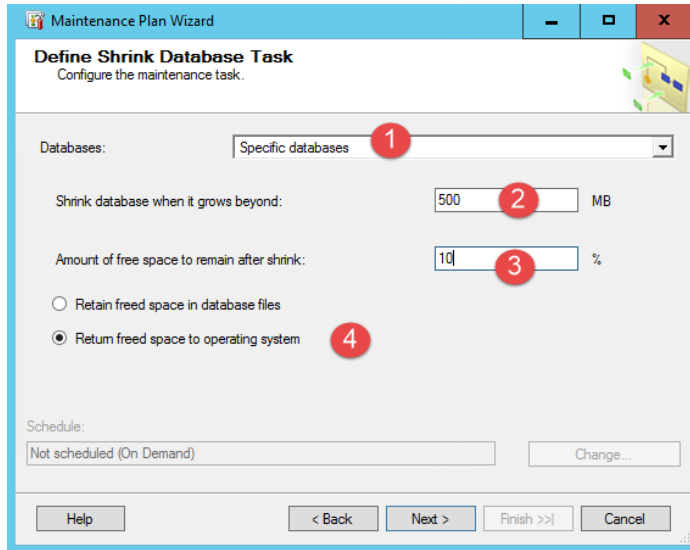 Maintenance Plan Wizard
Define Shrink Database Task
Configure the maintenance task.
Databases: Specific databases 1
Shrink database when it grows beyond: 500 2 MB
Amount of free space to remain after shrink: 10 3 %
Retain freed space in database files
Return freed space to operating system 4
Schedule:
Not scheduled (On Demand) Change...
Help < Back Next > Finish >>| Cancel